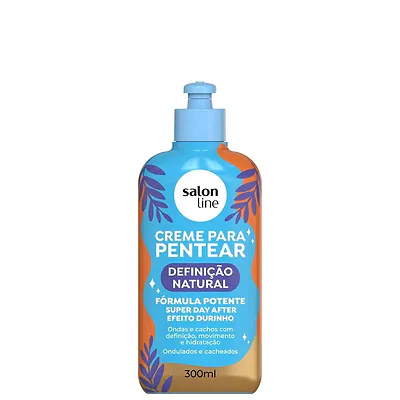 salon
line
CREME PARA
PENTEAR
DEFINIÇÃO
NATURAL
FÓRMULA POTENTE
SUPER DAY AFTER
EFEITO DURINHO
Ondas e cachos com
definição, movimento
e hidratação
Ondulados e cacheados
300ml